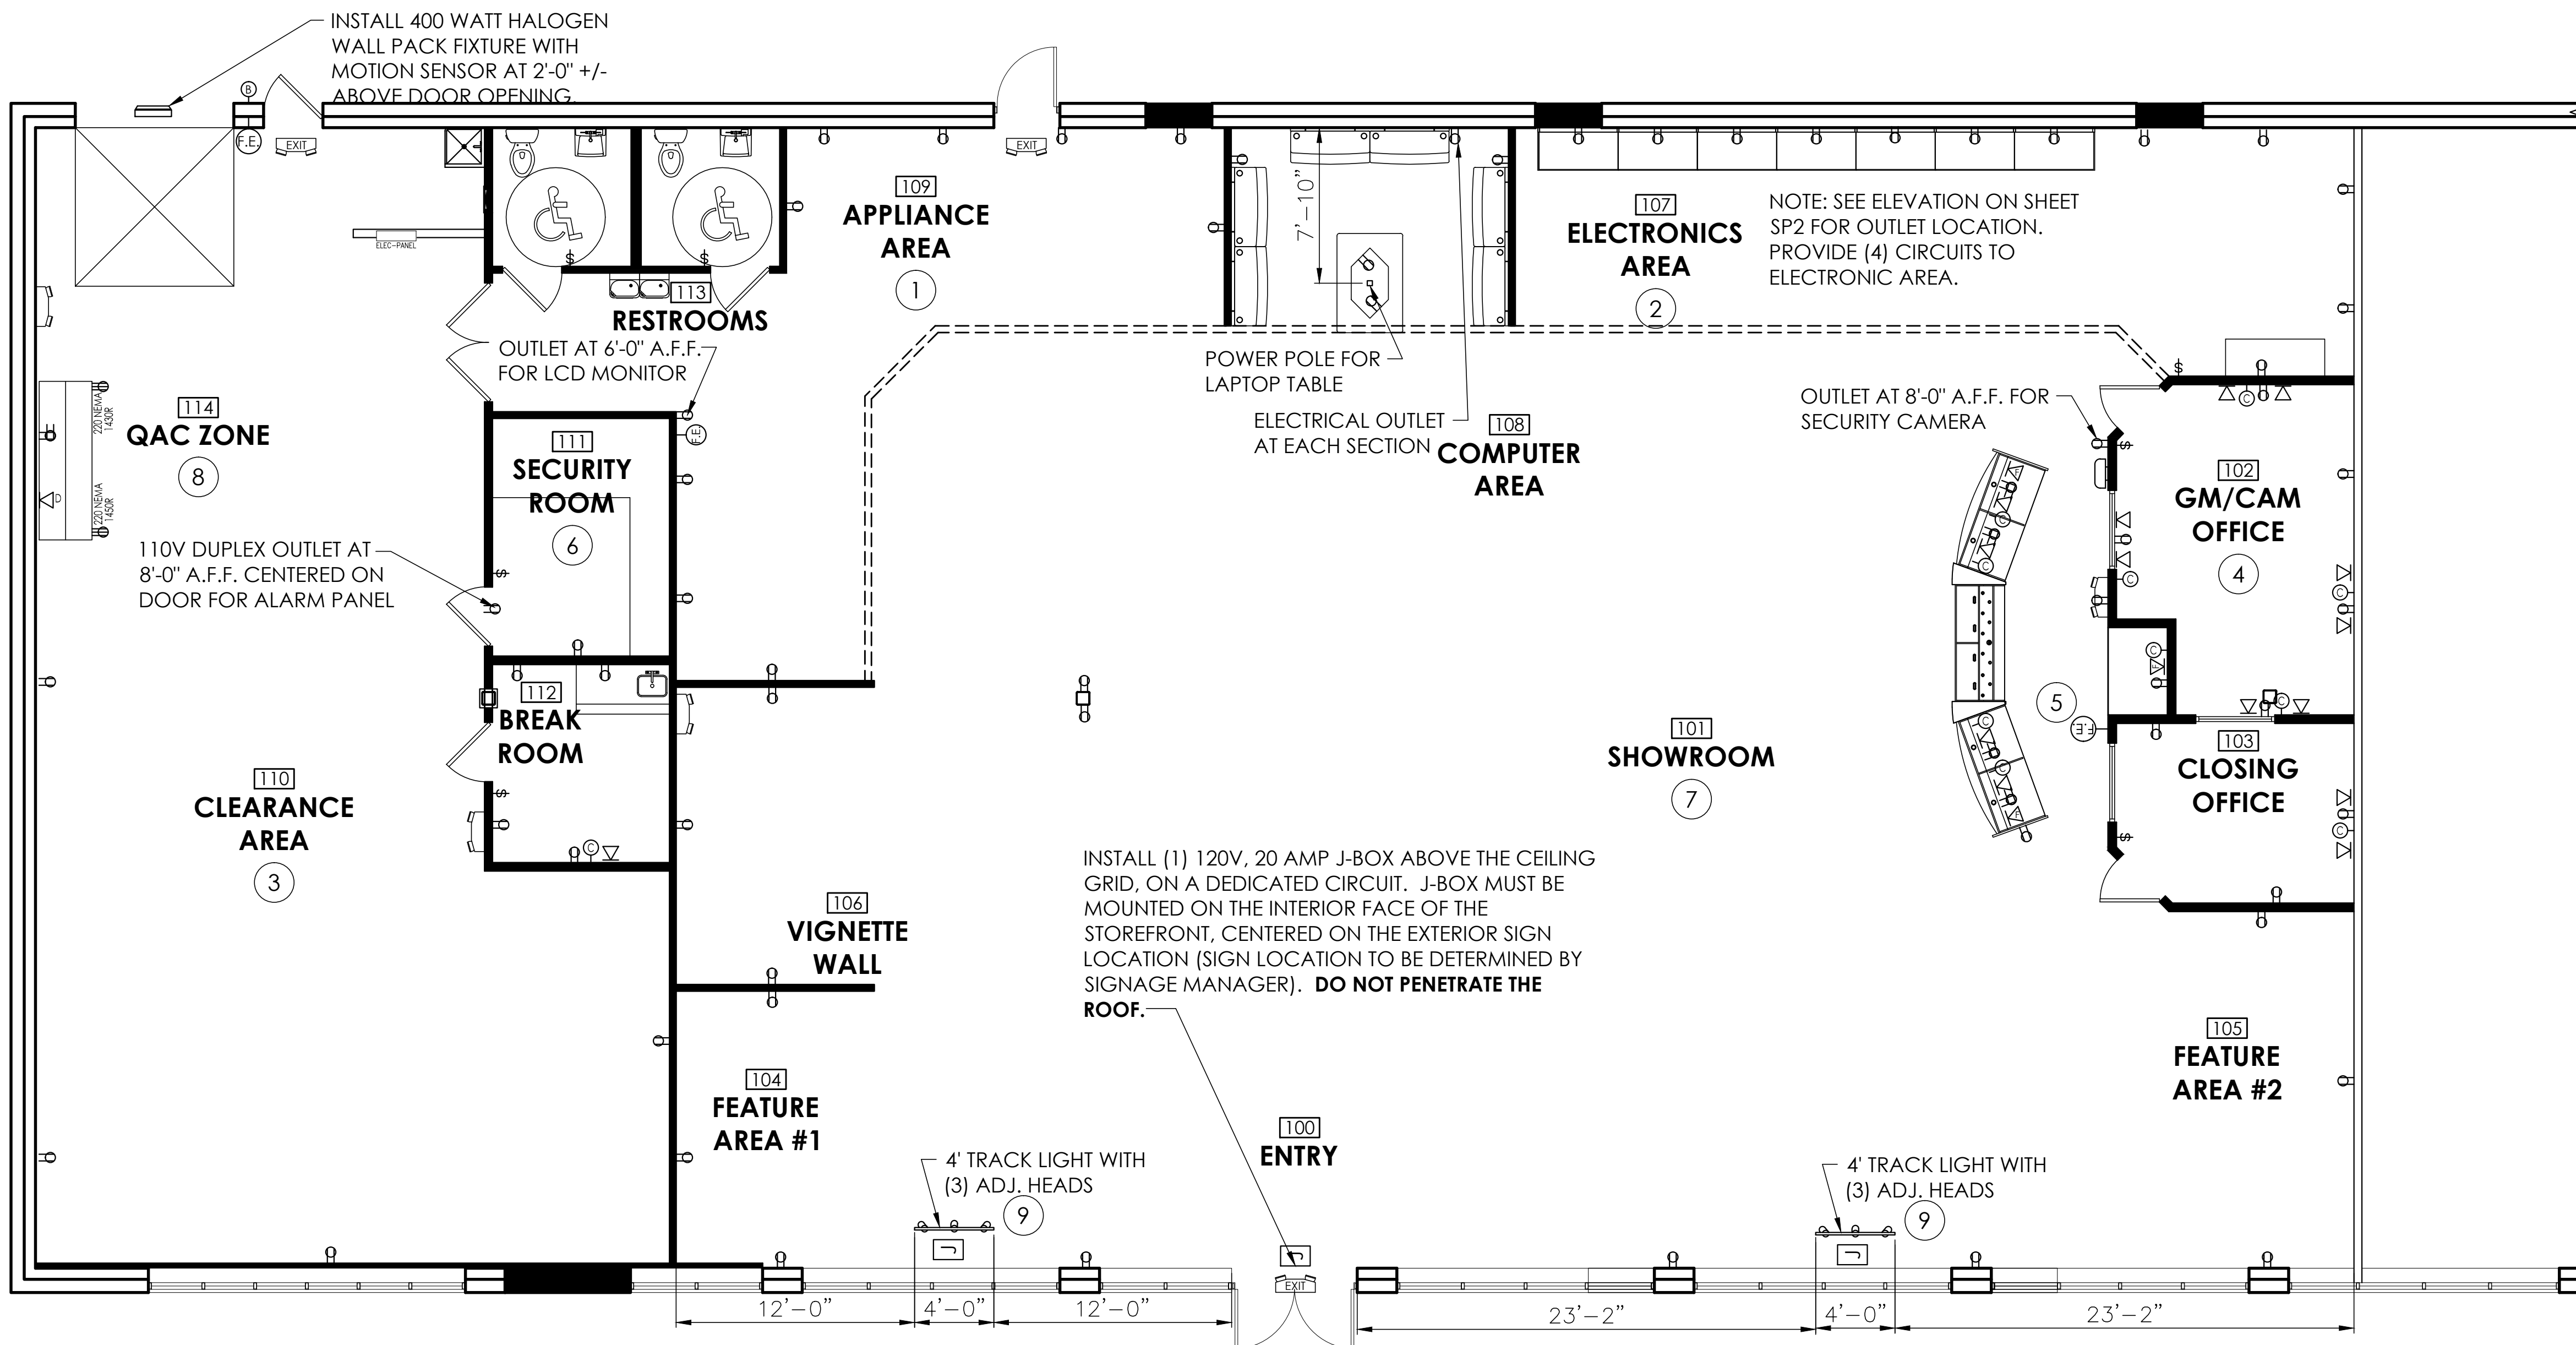 INSTALL 400 WATT HALOGEN
WALL PACK FIXTURE WITH
MOTION SENSOR AT 2'-0" +/-
ABOVE DOOR OPENING.
B
F.E.
EXIT
EXIT
ELEC-PANEL
109
APPLIANCE
AREA
1
7'-10"
107
ELECTRONICS
AREA
2
NOTE: SEE ELEVATION ON SHEET
SP2 FOR OUTLET LOCATION.
PROVIDE (4) CIRCUITS TO
ELECTRONIC AREA.
$
$
113
RESTROOMS
OUTLET AT 6'-0" A.F.F.
FOR LCD MONITOR
F.E.
POWER POLE FOR
LAPTOP TABLE
ELECTRICAL OUTLET
AT EACH SECTION
108
COMPUTER
AREA
OUTLET AT 8'-0" A.F.F. FOR
SECURITY CAMERA
$
C
$
114
QAC ZONE
8
220 NEMA
1430R
220 NEMA
1450R
D
111
SECURITY
ROOM
6
$
110V DUPLEX OUTLET AT
8'-0" A.F.F. CENTERED ON
DOOR FOR ALARM PANEL
102
GM/CAM
OFFICE
4
C
C
C
C
C
C
112
BREAK
ROOM
$
C
5
F.E.
C
C
101
SHOWROOM
7
103
CLOSING
OFFICE
$
C
110
CLEARANCE
AREA
3
106
VIGNETTE
WALL
INSTALL (1) 120V, 20 AMP J-BOX ABOVE THE CEILING
GRID, ON A DEDICATED CIRCUIT. J-BOX MUST BE
MOUNTED ON THE INTERIOR FACE OF THE
STOREFRONT, CENTERED ON THE EXTERIOR SIGN
LOCATION (SIGN LOCATION TO BE DETERMINED BY
SIGNAGE MANAGER). DO NOT PENETRATE THE
ROOF.
104
FEATURE
AREA #1
100
ENTRY
105
FEATURE
AREA #2
4' TRACK LIGHT WITH
(3) ADJ. HEADS
9
4' TRACK LIGHT WITH
(3) ADJ. HEADS
9
J
J
J
EXIT
12'-0"
4'-0"
12'-0"
23'-2"
4'-0"
23'-2"